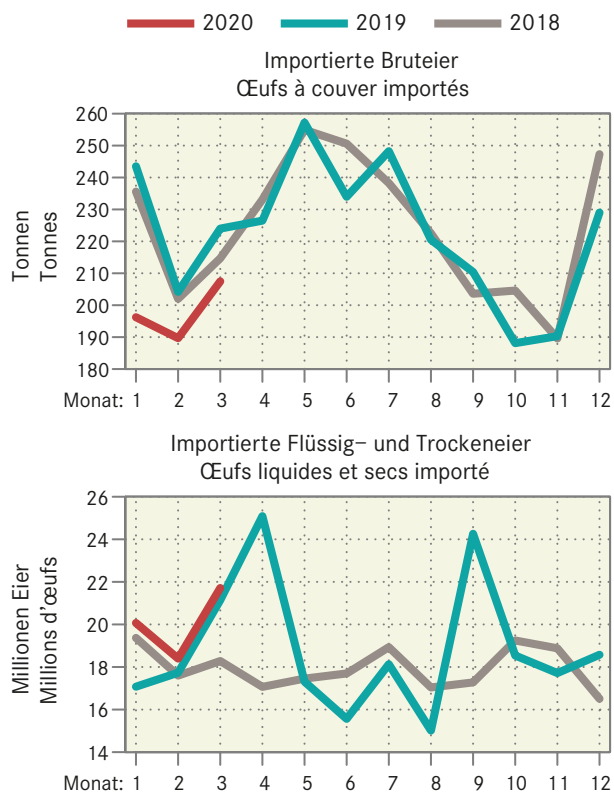 2020 2019 2018
Importierte Bruteier
Œufs à couver importés
Tonnen
Tonnes
260
250
240
230
220
210
200
190
180
Monat: 1 2 3 4 5 6 7 8 9 10 11 12
Importierte Flüssig– und Trockeneier
Œufs liquides et secs importé
Millionen Eier
Millions d'œufs
26
24
22
20
18
16
14
Monat: 1 2 3 4 5 6 7 8 9 10 11 12